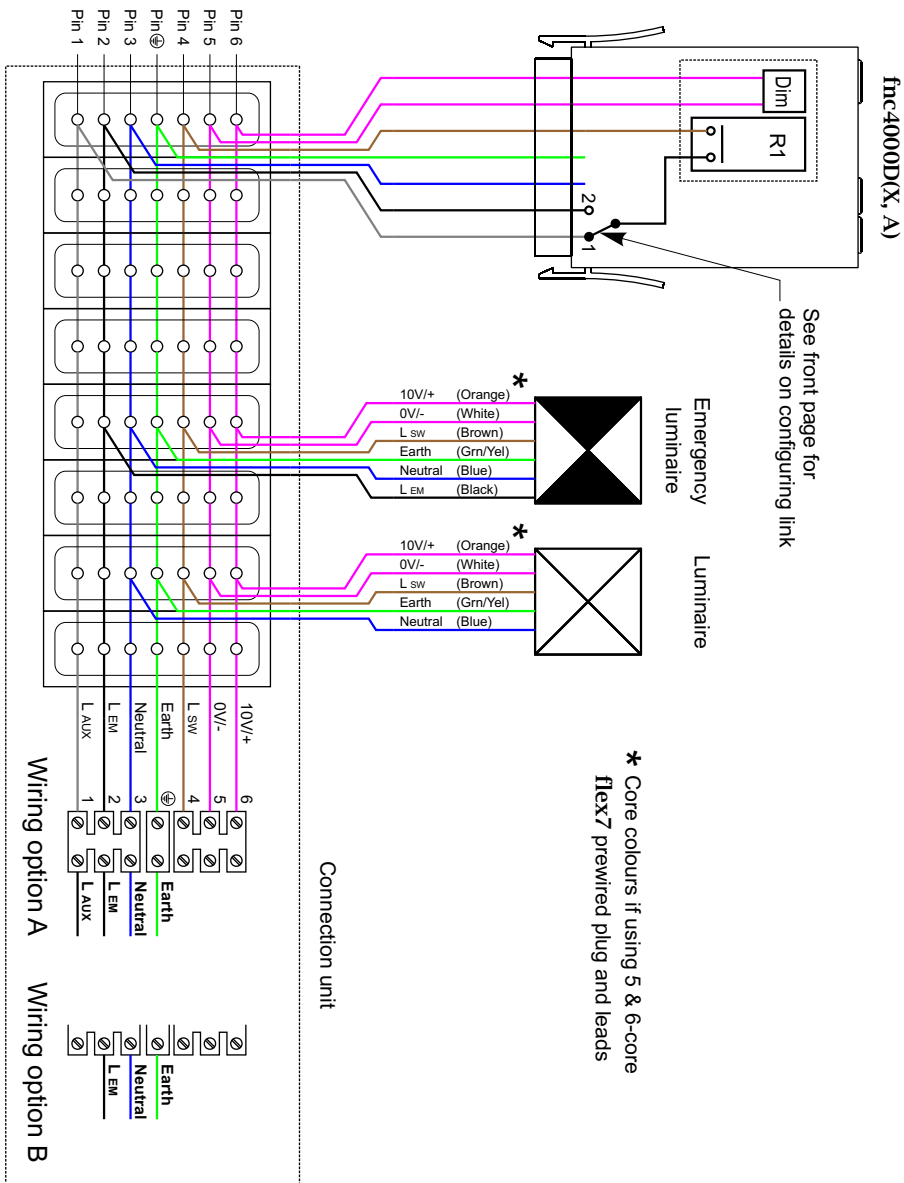 fnc4000D(X, A)
Dim
R1
2
1
See front page for
details on configuring link
Pin 6
Pin 5
Pin 4
Pin
Pin 3
Pin 2
Pin 1
*
10V/+ (Orange)
0V/- (White)
L SW (Brown)
Earth (Grn/Yel)
Neutral (Blue)
L EM (Black)
Emergency
luminaire
*
10V/+ (Orange)
0V/- (White)
L SW (Brown)
Earth (Grn/Yel)
Neutral (Blue)
Luminaire
* Core colours if using 5 & 6-core
flex7 prewired plug and leads
Connection unit
10V/+
0V/-
L SW
Earth
Neutral
L EM
L AUX
6
5
4
3
2
1
Earth
Neutral
L EM
L AUX
Wiring option A
Earth
Neutral
L EM
Wiring option B